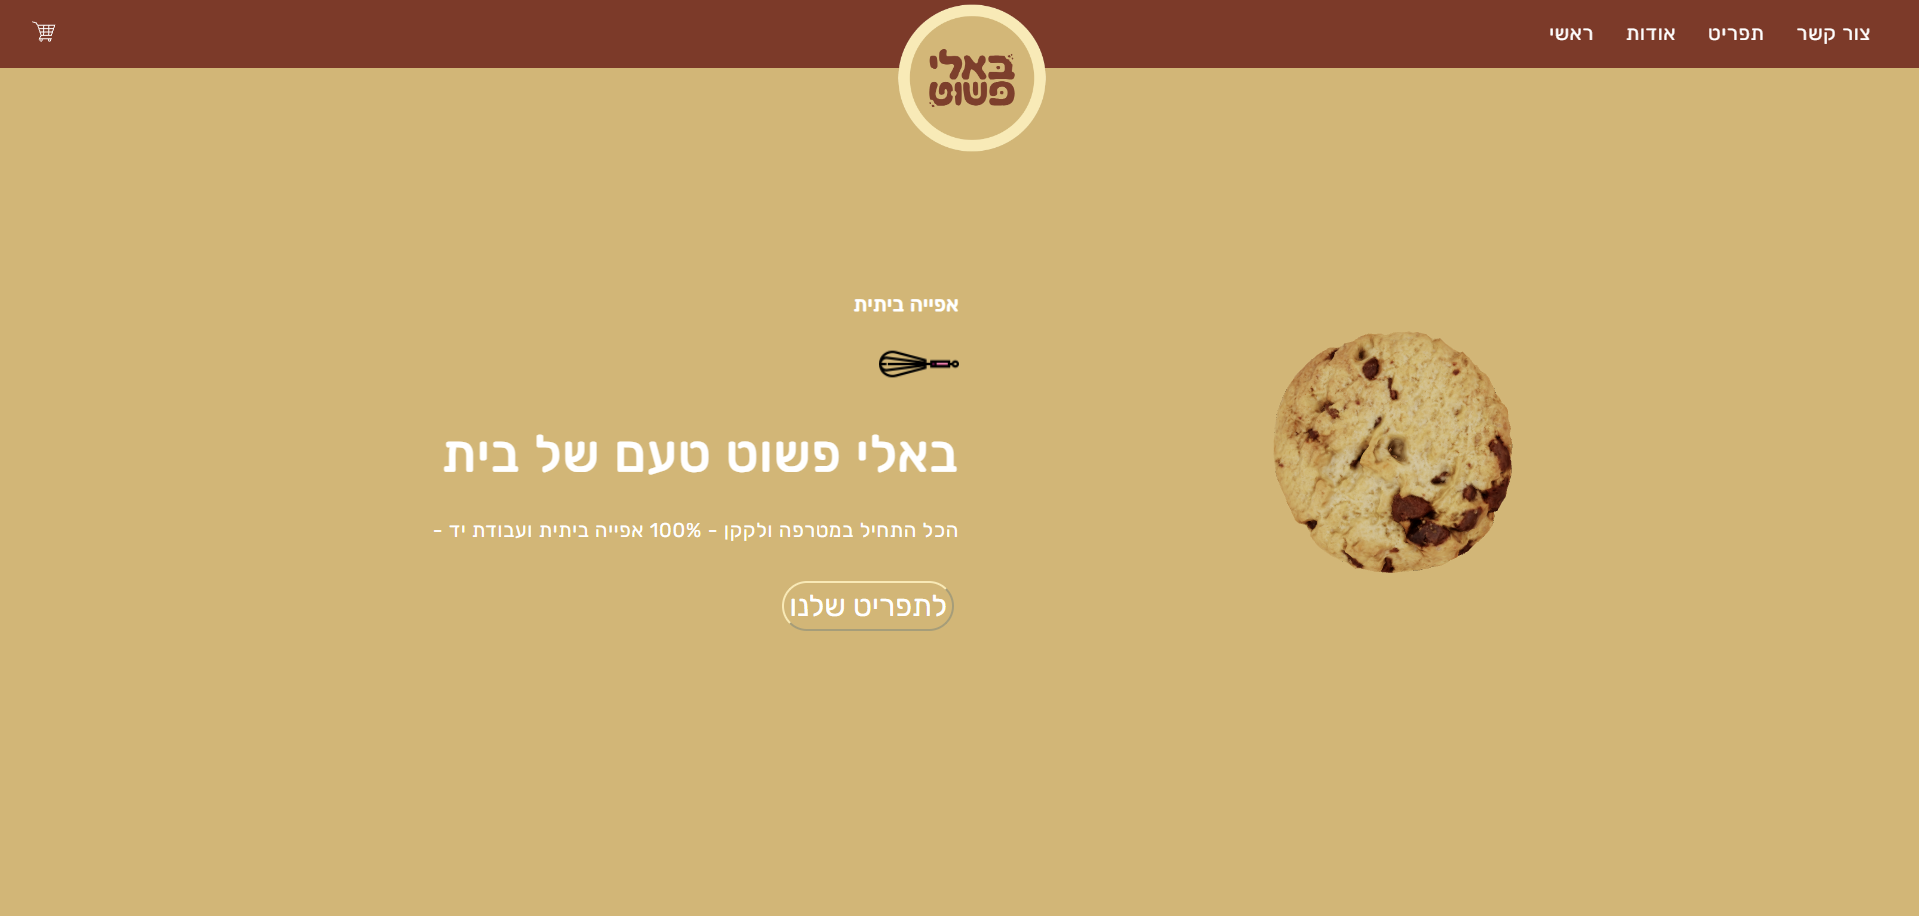 צור קשר
תפריט
אודות
ראשי
באלי
פשוט
אפייה ביתית
באלי פשוט טעם של בית
הכל התחיל במטרפה ולקקן - 100% אפייה ביתית ועבודת יד -
לתפריט שלנו